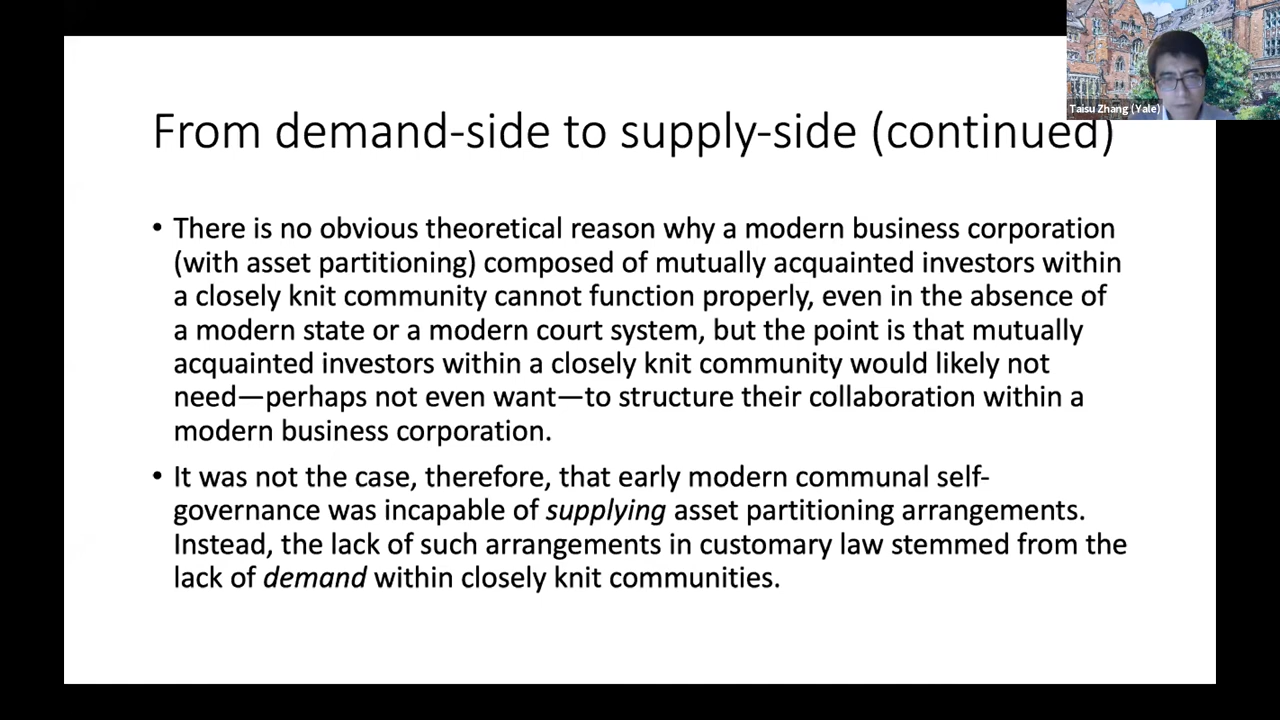 Taisu Zhang (Yale)
From demand-side to supply-side (continued)
• There is no obvious theoretical reason why a modern business corporation
(with asset partitioning) composed of mutually acquainted investors within
a closely knit community cannot function properly, even in the absence of
a modern state or a modern court system, but the point is that mutually
acquainted investors within a closely knit community would likely not
need—perhaps not even want—to structure their collaboration within a
modern business corporation.
• It was not the case, therefore, that early modern communal self-
governance was incapable of supplying asset partitioning arrangements.
Instead, the lack of such arrangements in customary law stemmed from the
lack of demand within closely knit communities.